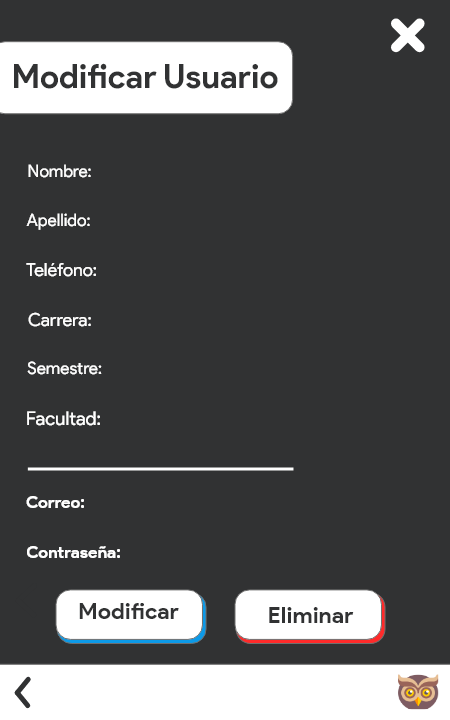 Modificar Usuario
Nombre:
Apellido:
Teléfono:
Carrera:
Semestre:
Facultad:
Correo:
Contraseña:
Modificar
Eliminar